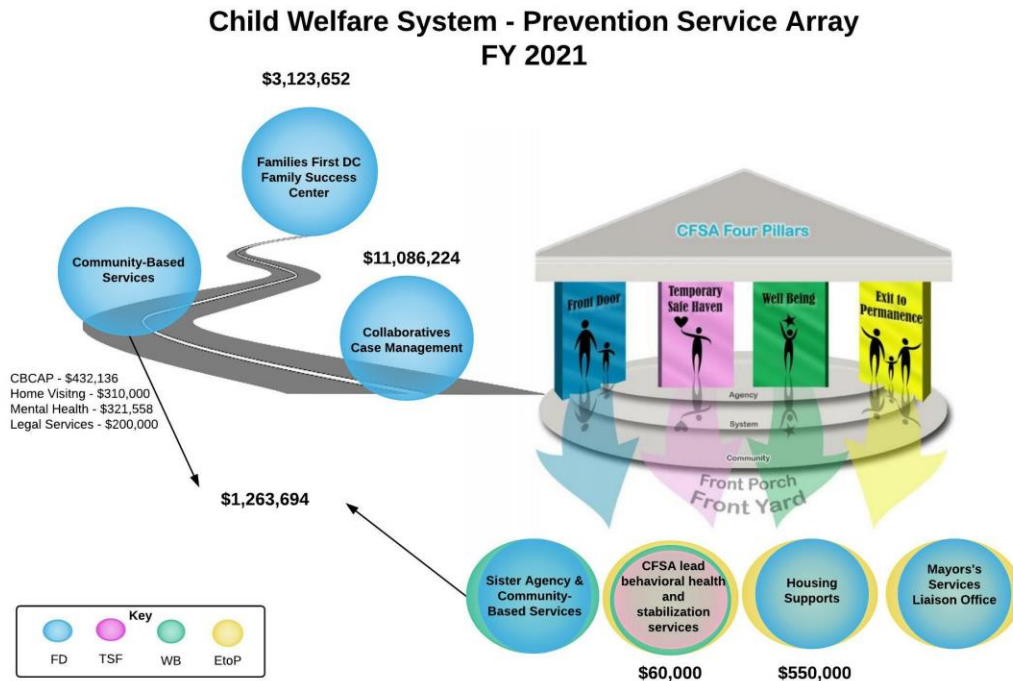 Child Welfare System - Prevention Service Array
FY 2021
$3,123,652
Families First DC
Family Success
Center
Community-Based
Services
$11,086,224
Collaboratives
Case Management
CBCAP - $432,136
Home Visitng - $310,000
Mental Health - $321,558
Legal Services - $200,000
$1,263,694
CFSA Four Pillars
Front Door
Temporary
Safe Haven
Well Being
Exit to
Permanence
Agency
System
Community
Front Porch
Front Yard
Sister Agency &
Community-
Based Services
CFSA lead
behavioral health
and
stabilization
services
$60,000
Housing
Supports
$550,000
Mayors's
Services
Liaison Office
Key
FD
TSF
WB
EtoP